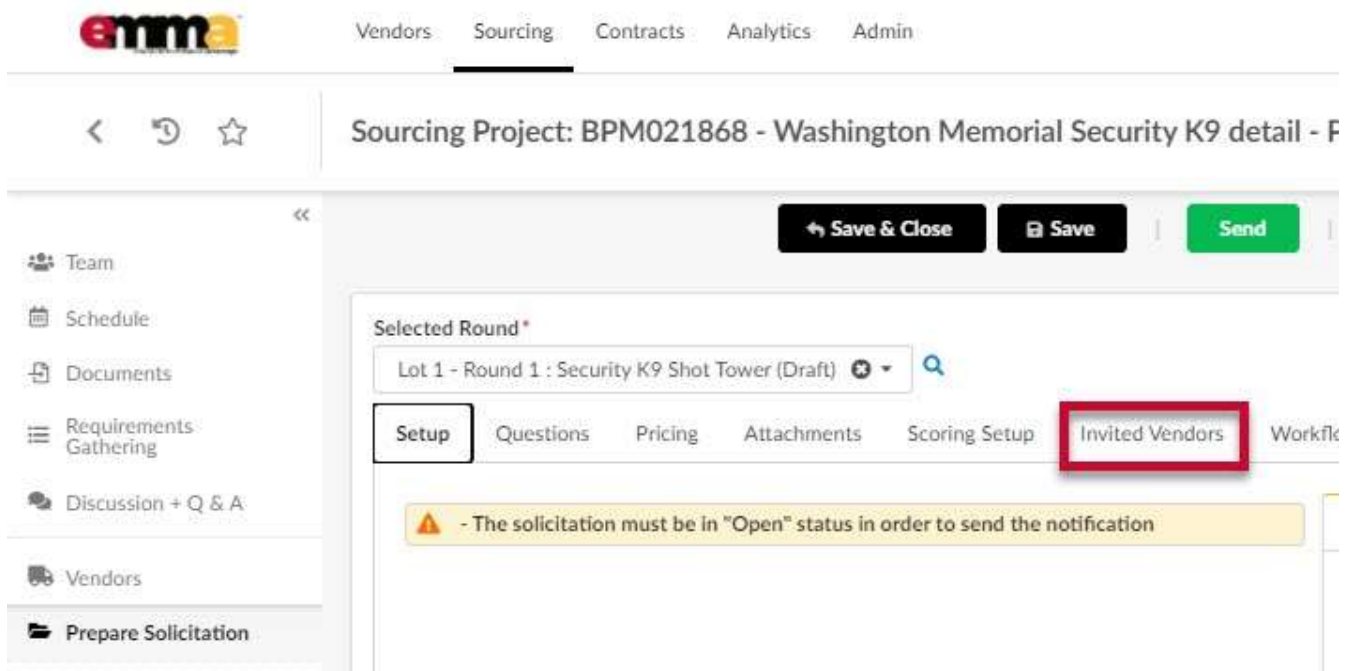 emma
Vendors Sourcing Contracts Analytics Admin
Sourcing Project: BPM021868 - Washington Memorial Security K9 detail -
Save & Close Save Send
Team
Schedule
Documents
Requirements
Gathering
Discussion + Q & A
Vendors
Prepare Solicitation
Selected Round*
Lot 1 - Round 1 : Security K9 Shot Tower (Draft)
Setup Questions Pricing Attachments Scoring Setup Invited Vendors Workflo
- The solicitation must be in "Open" status in order to send the notification